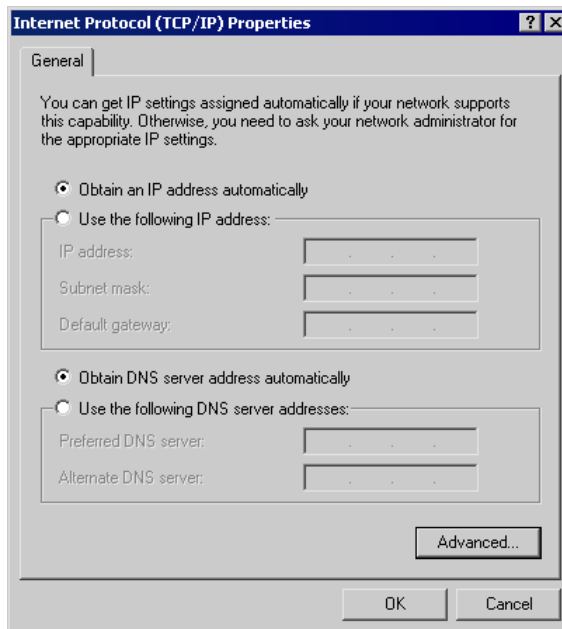 Internet Protocol (TCP/IP) Properties
General
You can get IP settings assigned automatically if your network supports
this capability. Otherwise, you need to ask your network administrator for
the appropriate IP settings.
Obtain an IP address automatically
Use the following IP address:
IP address:
Subnet mask:
Default gateway:
Obtain DNS server address automatically
Use the following DNS server addresses:
Preferred DNS server:
Alternate DNS server:
Advanced...
OK Cancel